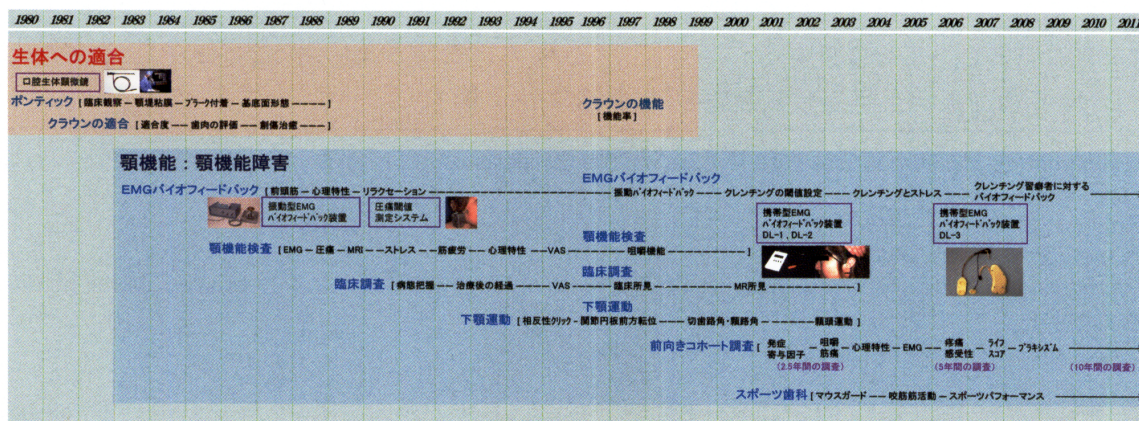 1980 1981 1982 1983 1984 1985 1986 1987 1988 1989 1990 1991 1992 1993 1994 1995 1996 1997 1998 1999 2000 2001 2002 2003 2004 2005 2006 2007 2008 2009 2010 2011
生体への適合
口腔生体顕微鏡
ポンティック [ 臨床観察 — 顎堤粘膜 — プラーク付着 — 基底面形態 ———— ]
クラウンの適合 [ 適合度 —— 歯肉の評価 — 創傷治癒 ——— ]
クラウンの機能
[ 機能率 ]
顎機能：顎機能障害
EMGバイオフィードバック [ 前頭筋 — 心理特性 — リラクセーション
EMGバイオフィードバック
振動バイオフィードバック —— クレンチングの閾値設定 —— クレンチングとストレス —— クレンチング習癖者に対する
バイオフィードバック
振動型EMG
バイオフィードバック装置
圧痛閾値
測定システム
携帯型EMG
バイオフィードバック装置
DL-1 , DL-2
携帯型EMG
バイオフィードバック装置
DL-3
顎機能検査 [ EMG — 圧痛 — MRI —— ストレス —— 筋疲労 —— 心理特性 ——VAS —— 咀嚼機能 ———— ]
顎機能検査
臨床調査 [ 病態把握 —— 治療後の経過 ———— VAS —— 臨床所見 ———— MR所見 ———— ]
臨床調査
下顎運動 [ 相反性クリック - 関節円板前方転位 ——— 切歯路角・顆路角 ————— 顆頭運動 ]
下顎運動
前向きコホート調査 [ 発症
寄与因子 — 咀嚼
筋痛 — 心理特性 — EMG —— 疼痛
感受性 — ライフ
スコア — ブラキシズム
(2.5年間の調査) (5年間の調査) (10年間の調査)
スポーツ歯科 [ マウスガード —— 咬筋筋活動 — スポーツパフォーマンス